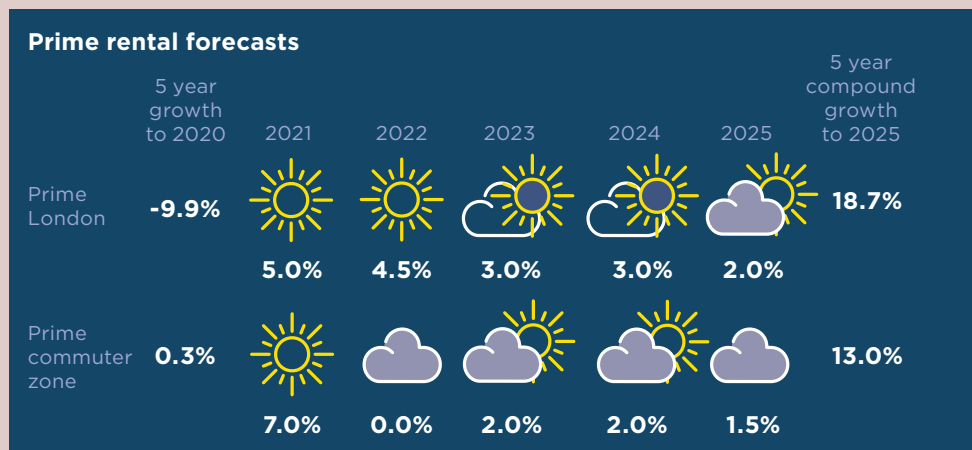 Prime rental forecasts
5 year
growth
to 2020
2021
2022
2023
2024
2025
5 year
compound
growth
to 2025
Prime
London
-9.9%
18.7%
5.0%
4.5%
3.0%
3.0%
2.0%
Prime
commuter
zone
0.3%
13.0%
7.0%
0.0%
2.0%
2.0%
1.5%